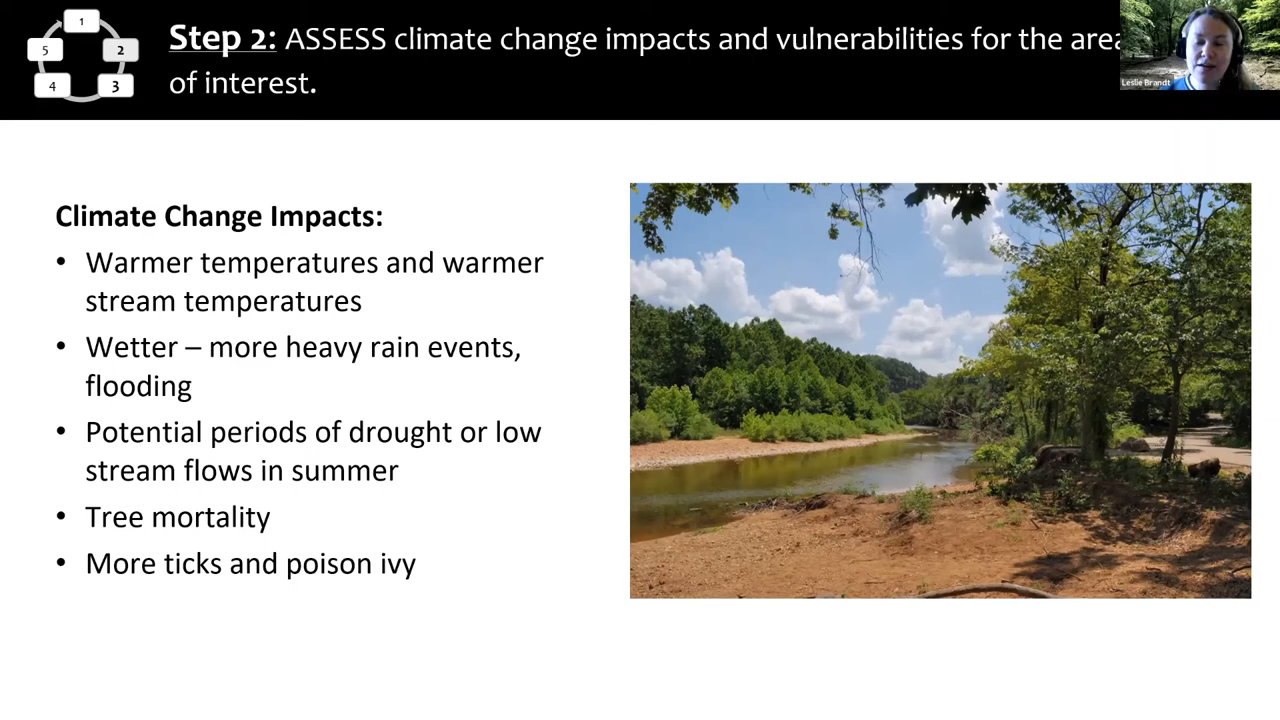 1
5
2
4
3
Step 2: ASSESS climate change impacts and vulnerabilities for the area
of interest.
Leslie Brandt
Climate Change Impacts:
• Warmer temperatures and warmer
stream temperatures
• Wetter – more heavy rain events,
flooding
• Potential periods of drought or low
stream flows in summer
• Tree mortality
• More ticks and poison ivy